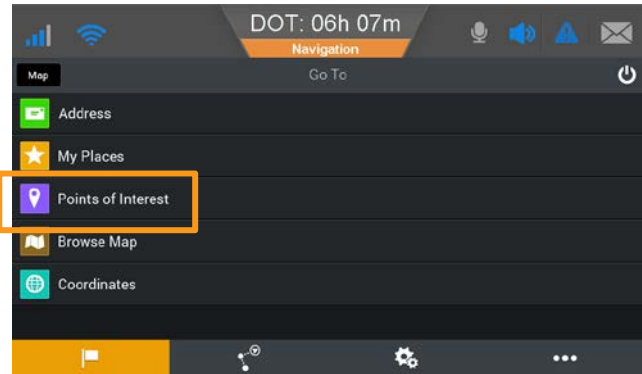 DOT: 06h 07m
Navigation
Map
Go To
Address
My Places
Points of Interest
Browse Map
Coordinates